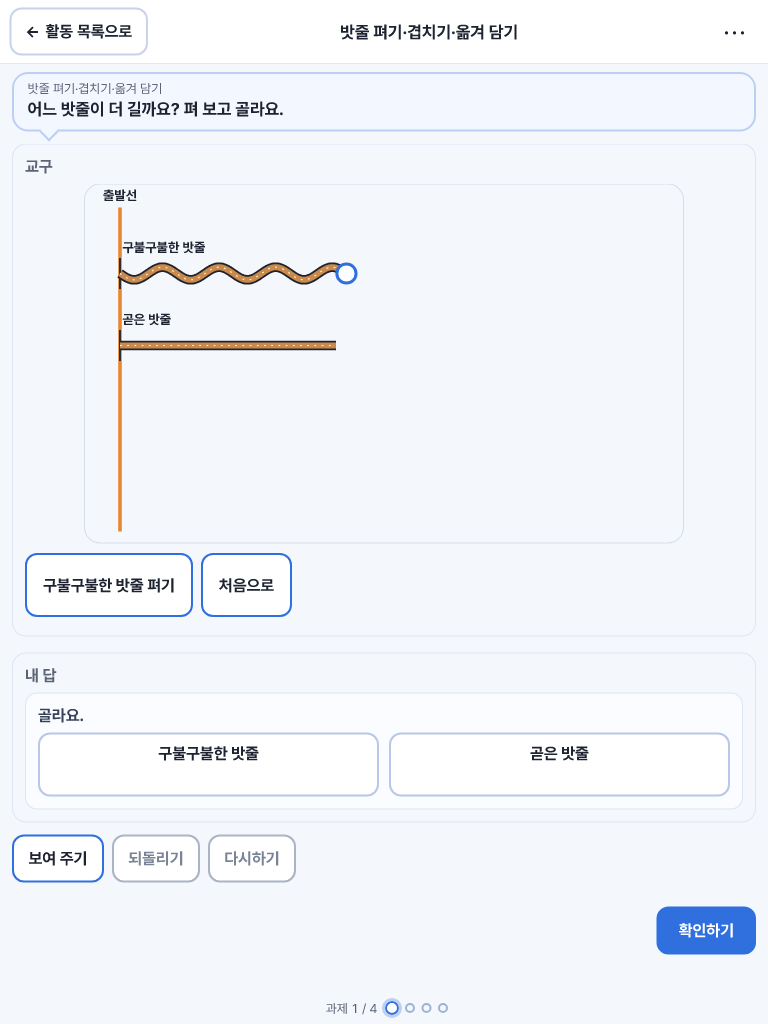 ← 활동 목록으로
밧줄 펴기·겹치기·옮겨 담기
밧줄 펴기·겹치기·옮겨 담기
어느 밧줄이 더 길까요? 펴 보고 골라요.
교구
출발선
구불구불한 밧줄
곧은 밧줄
구불구불한 밧줄 펴기
처음으로
내 답
골라요.
구불구불한 밧줄
곧은 밧줄
보여 주기
되돌리기
다시하기
확인하기
과제 1 / 4